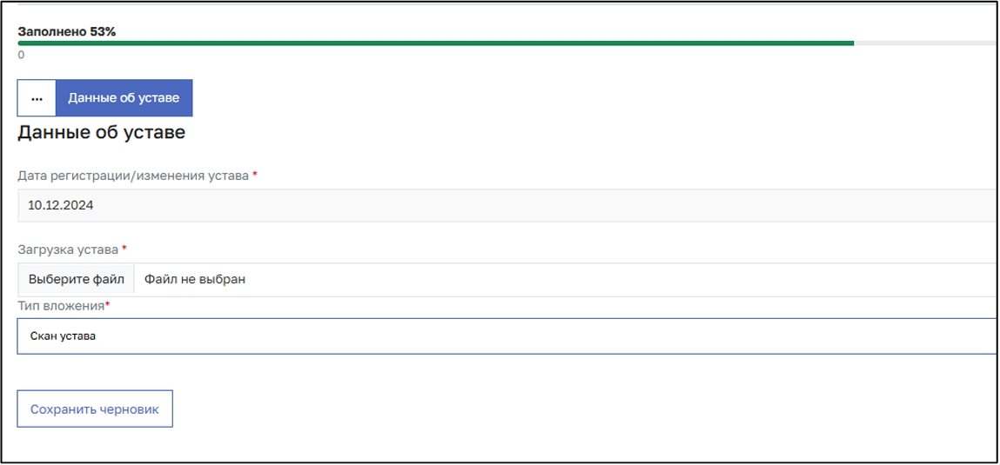 Заполнено 53%
0
... Данные об уставе
Данные об уставе
Дата регистрации/изменения устава *
10.12.2024
Загрузка устава *
Выберите файл Файл не выбран
Тип вложения*
Скан устава
Сохранить черновик